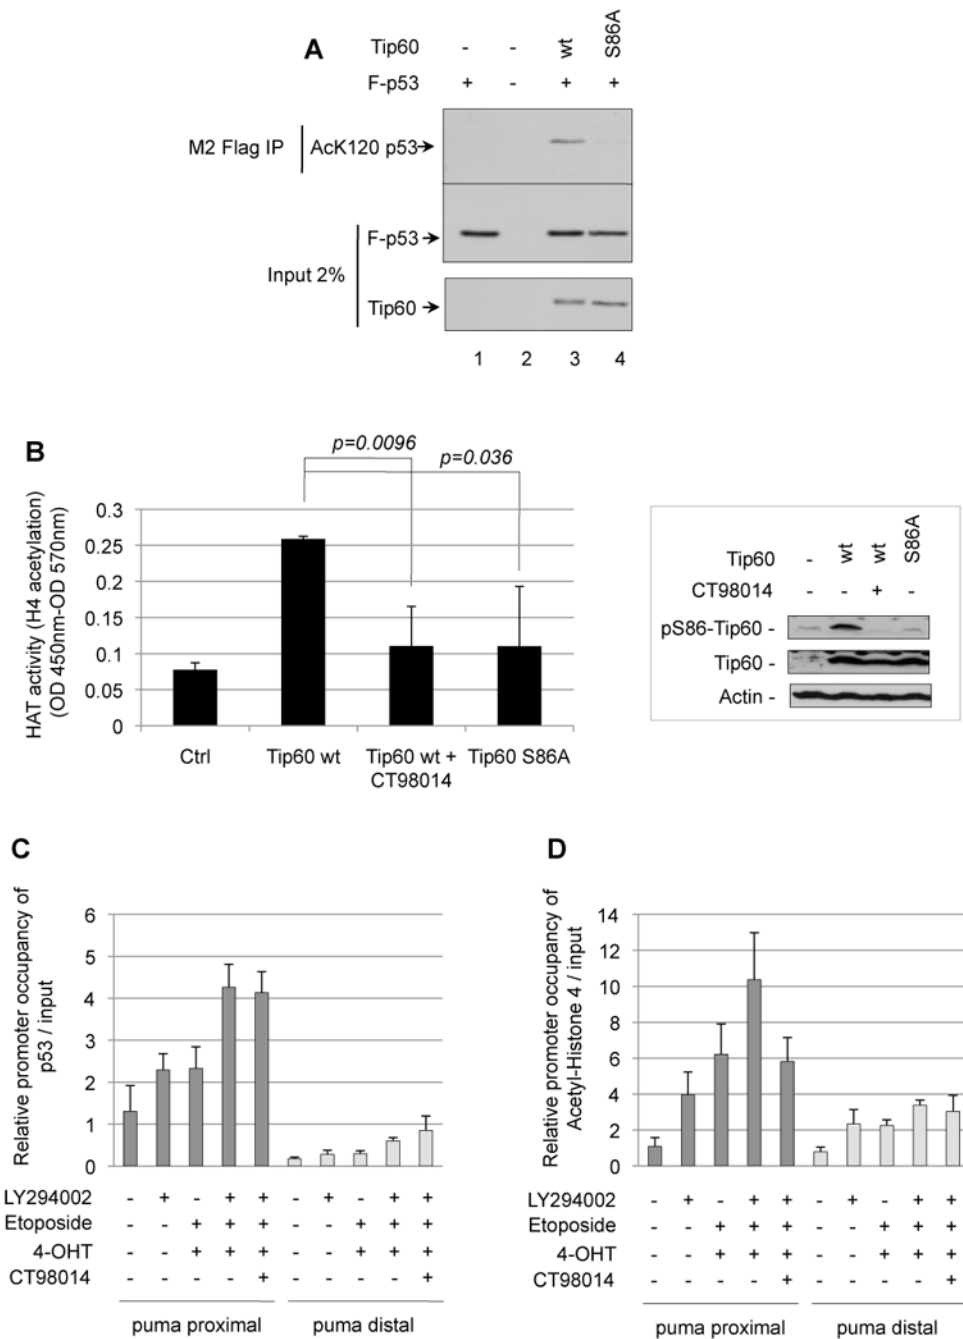 A
Tip60 - - wt S86A
F-p53 + - + +
M2 Flag IP AcK120 p53
F-p53
Input 2%
Tip60
1 2 3 4
B
p=0.0096
p=0.036
HAT activity (H4 acetylation)
(OD 450nm-OD 570nm)
0.3
0.25
0.2
0.15
0.1
0.05
0
Ctrl Tip60 wt Tip60 wt + Tip60 S86A
CT98014
Tip60 - wt wt S86A
CT98014 - - + -
pS86-Tip60 -
Tip60 -
Actin -
C
Relative promoter occupancy of
p53 / input
6
5
4
3
2
1
0
LY294002 - + - + + - + - + +
Etoposide - - + + + - - + + +
4-OHT - - + + + - - + + +
CT98014 - - - - + - - - - +
puma proximal puma distal
D
Relative promoter occupancy of
Acetyl-Histone 4 / input
14
12
10
8
6
4
2
0
LY294002 - + - + + - + - + +
Etoposide - - + + + - - + + +
4-OHT - - + + + - - + + +
CT98014 - - - - + - - - - +
puma proximal puma distal